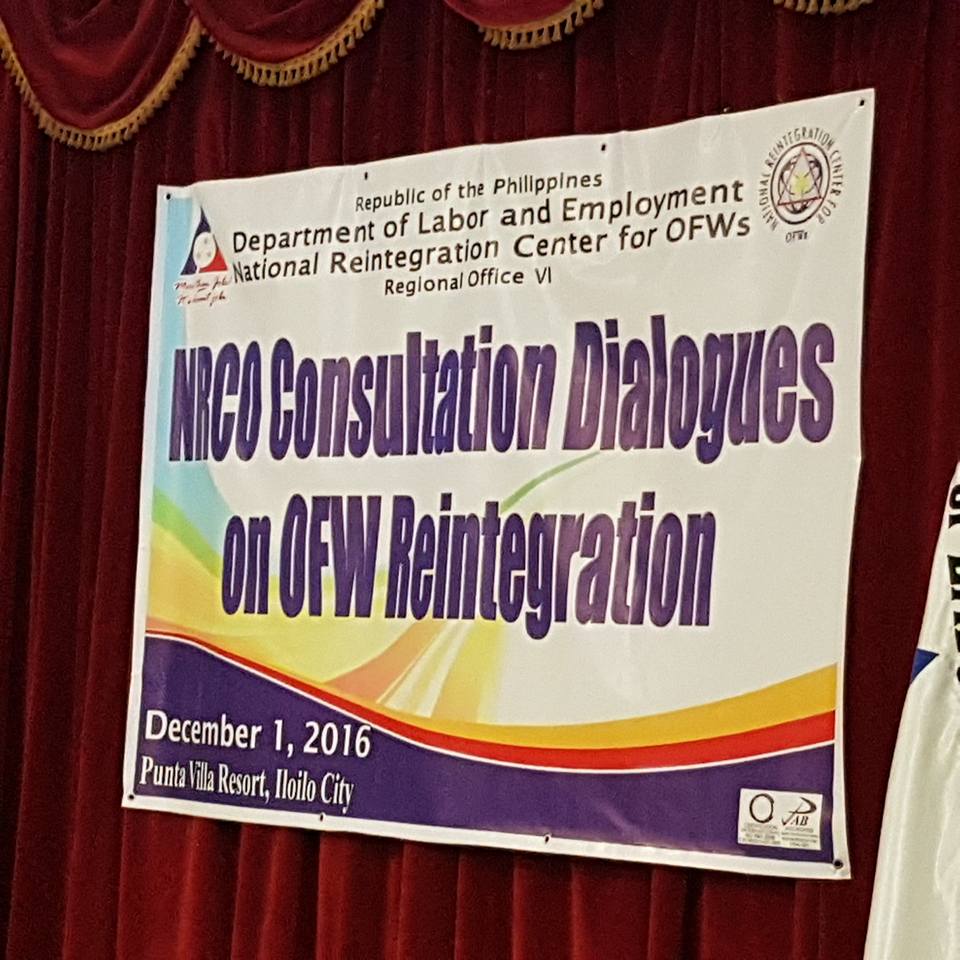 Republic of the Philippines
Department of Labor and Employment
National Reintegration Center for OFWs
Regional Office VI
NATIONAL REINTEGRATION CENTER FOR
OFWs
NRCO Consultation Dialogues
on OFW Reintegration
December 1, 2016
Punta Villa Resort, Iloilo City
PAB